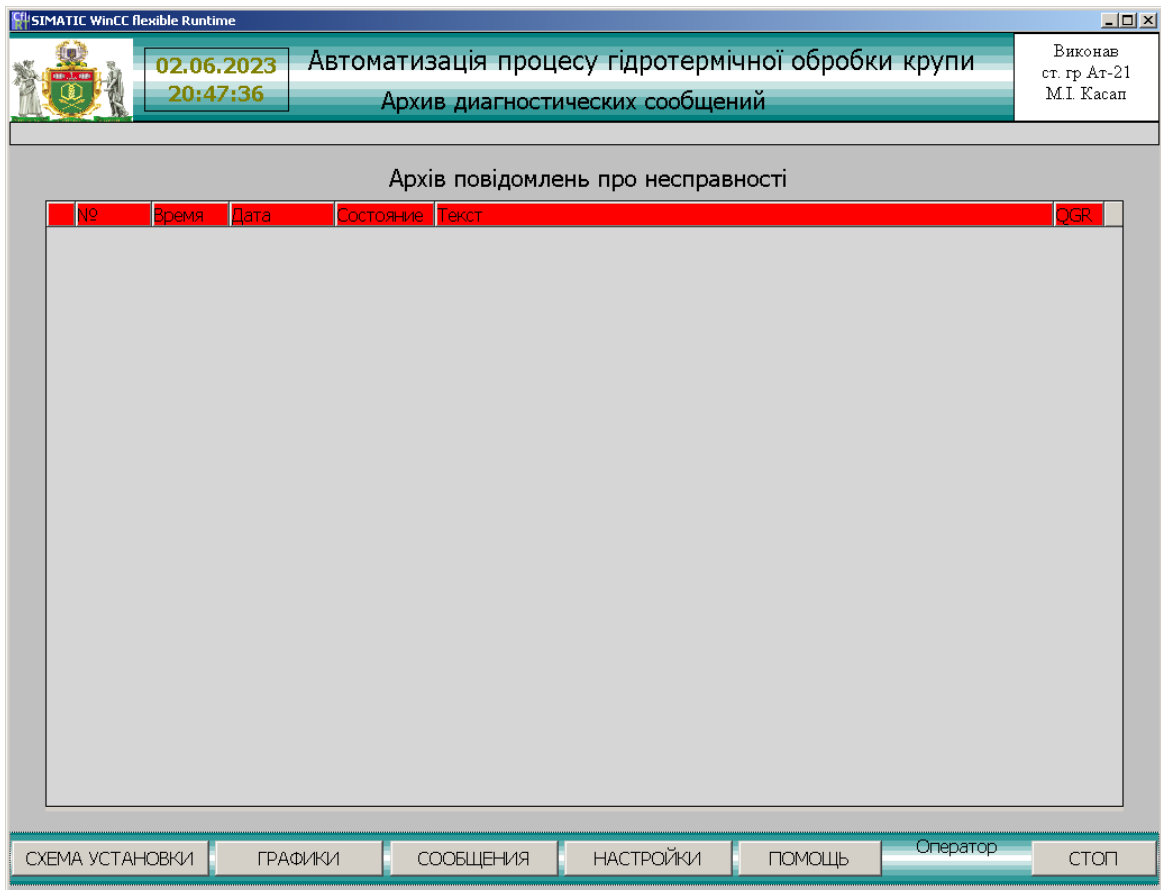 SIMATIC WinCC flexible Runtime
02.06.2023
20:47:36
Автоматизація процесу гідротермічної обробки крупи
Архив диагностических сообщений
Виконав
ст. гр Ат-21
М.І. Касап
Архів повідомлень про несправності
№ Время Дата Состояние Текст QGR
СХЕМА УСТАНОВКИ ГРАФИКИ СООБЩЕНИЯ НАСТРОЙКИ ПОМОЩЬ Оператор СТОП